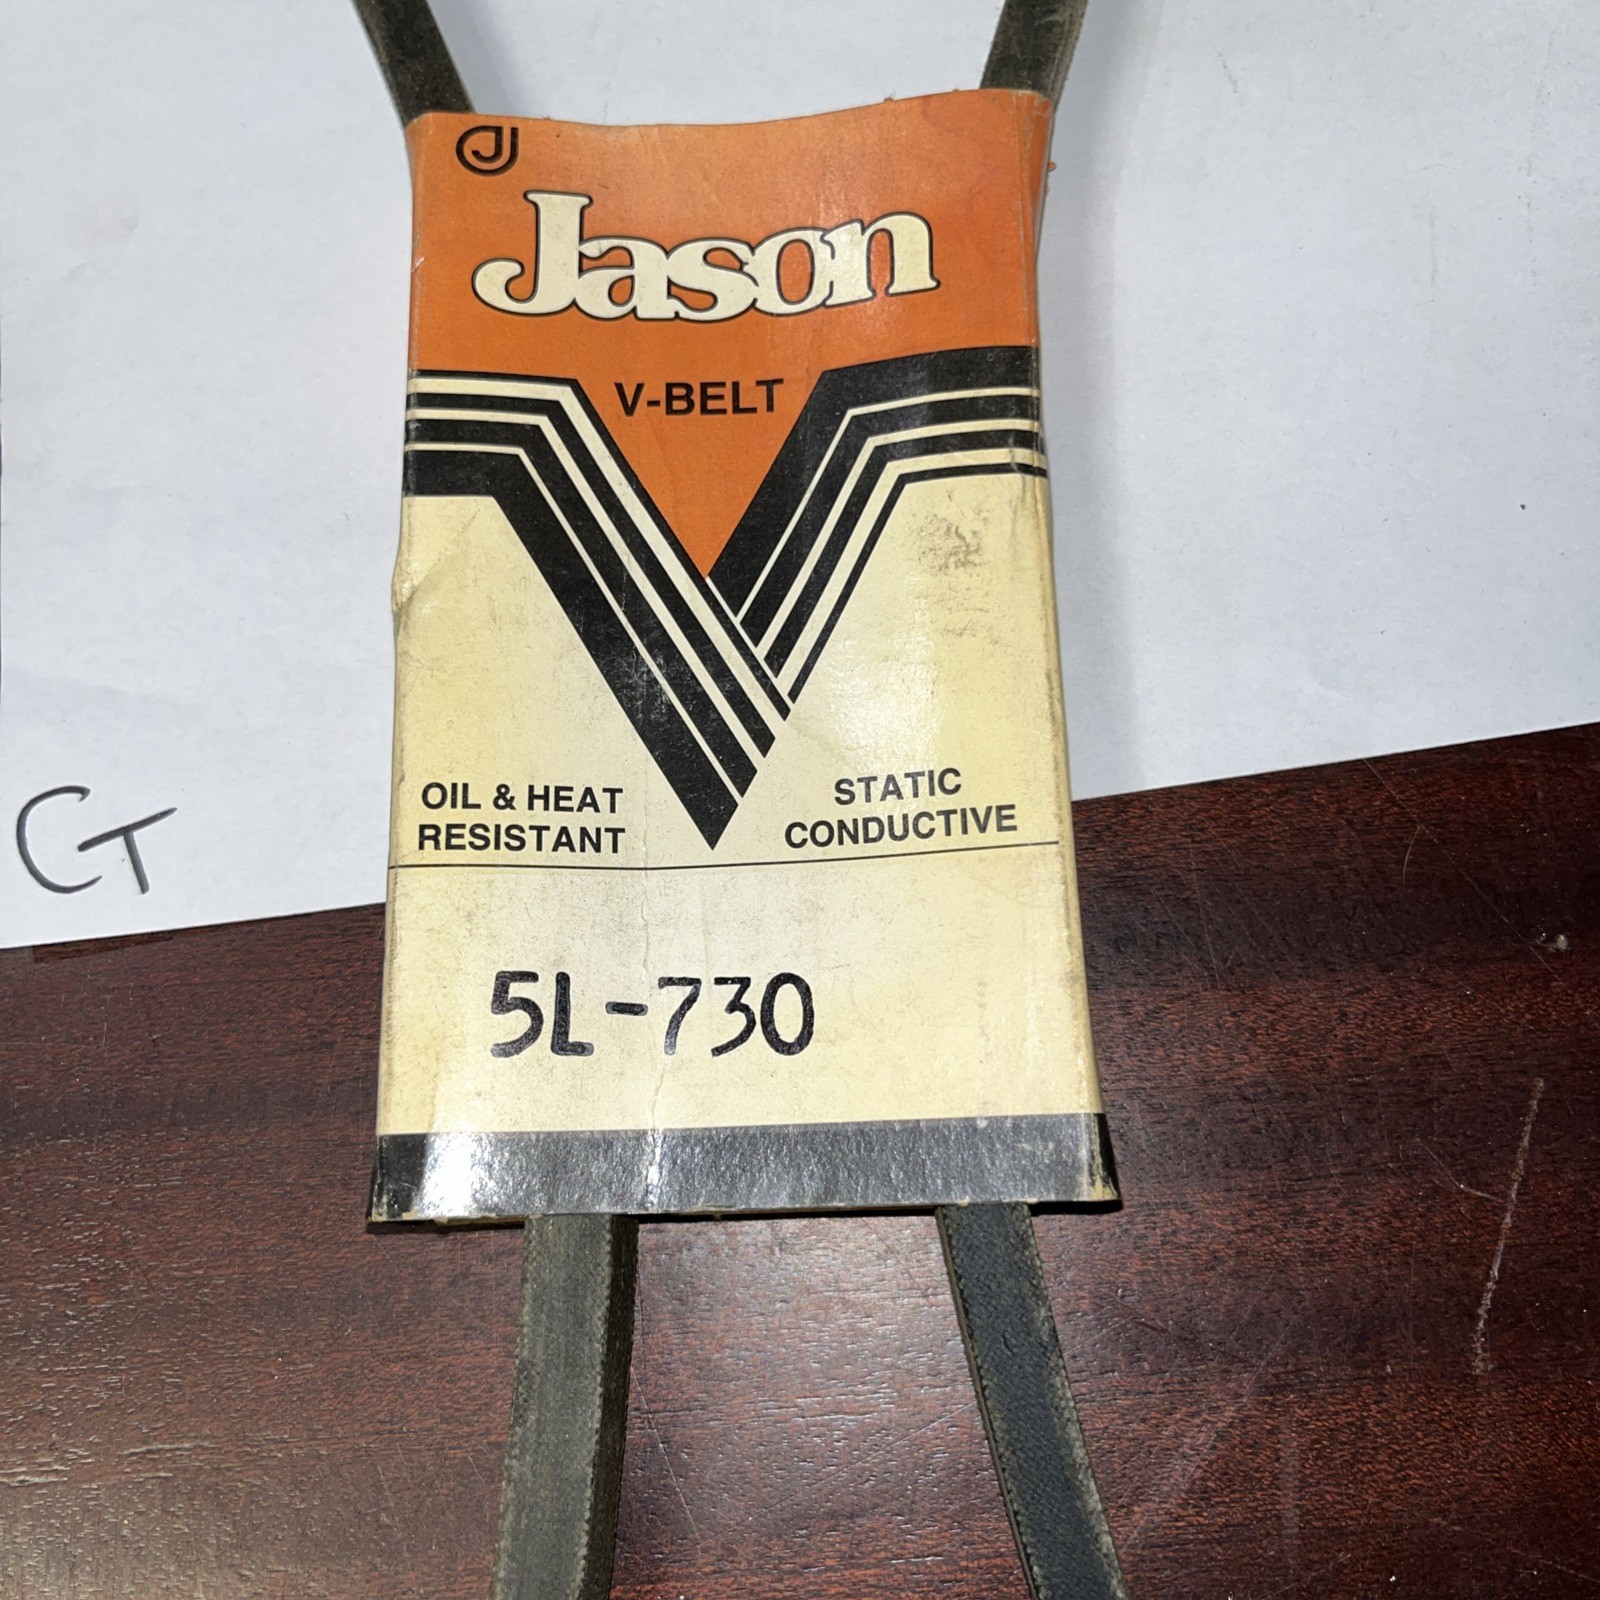 Jason
V-BELT
OIL & HEAT
RESISTANT
STATIC
CONDUCTIVE
CT
5L-730